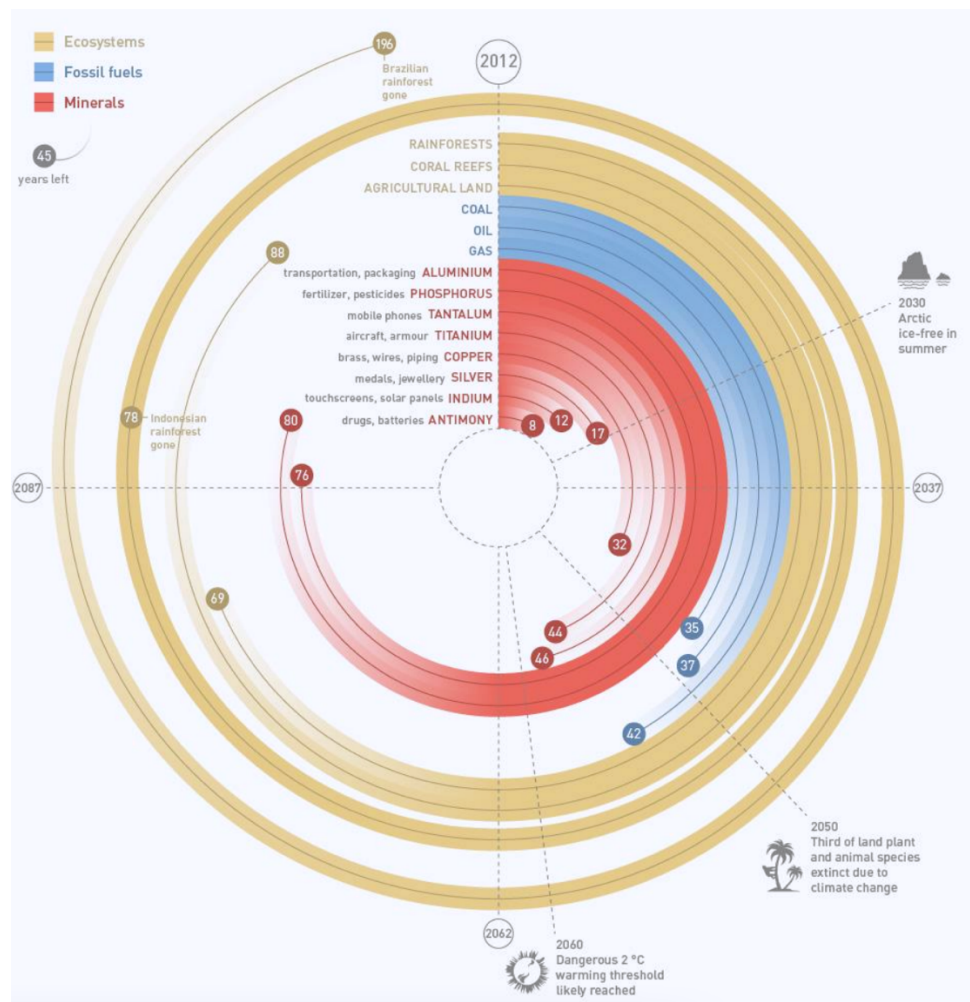 Ecosystems
Fossil fuels
Minerals
45
years left
196
Brazilian
rainforest
gone
2012
RAINFORESTS
CORAL REEFS
AGRICULTURAL LAND
COAL
OIL
GAS
transportation, packaging ALUMINIUM
fertilizer, pesticides PHOSPHORUS
mobile phones TANTALUM
aircraft, armour TITANIUM
brass, wires, piping COPPER
medals, jewellery SILVER
touchscreens, solar panels INDIUM
drugs, batteries ANTIMONY
88
78
Indonesian
rainforest
gone
80
76
69
8
12
17
32
44
46
35
37
42
2030
Arctic
ice-free in
summer
2087
2037
2050
Third of land plant
and animal species
extinct due to
climate change
2062
2060
Dangerous 2 °C
warming threshold
likely reached